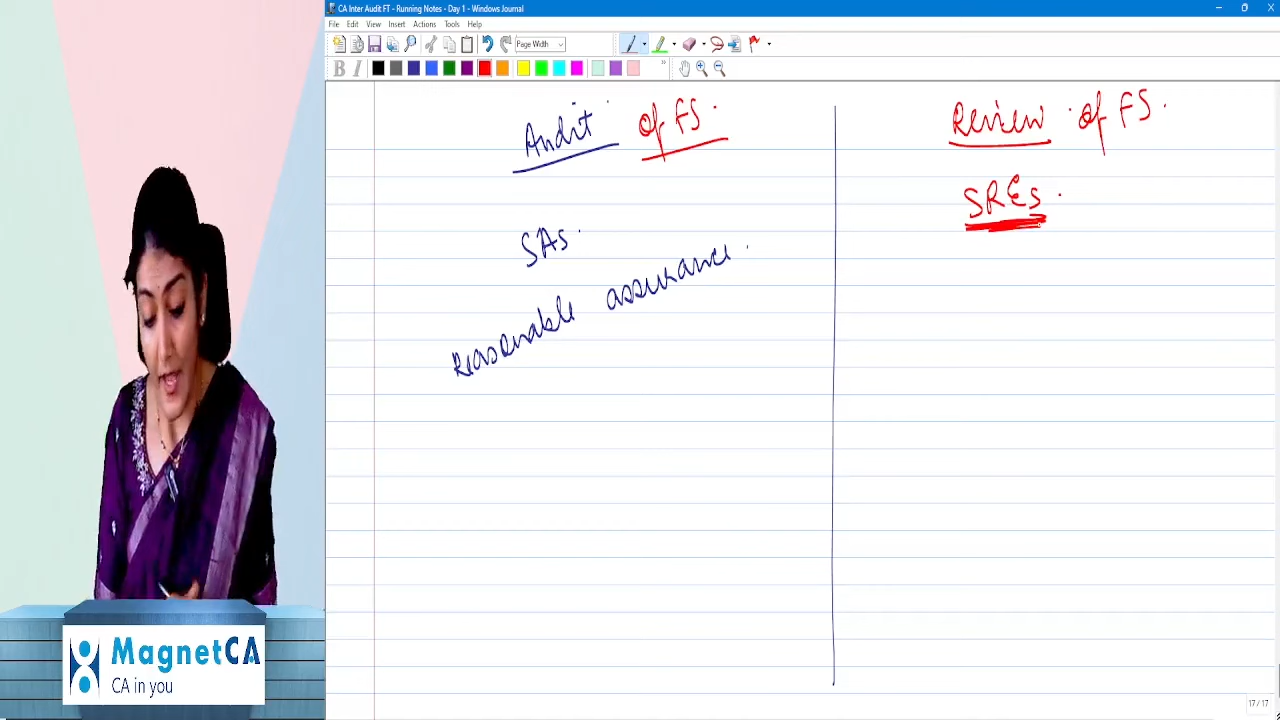 CA Inter Audit FT - Running Notes - Day 1 - Windows Journal
File Edit View Insert Actions Tools Help
Page Width
B I
Audit of FS.
Review of FS.
SREs.
SAs.
reasonable assurance.
MagnetCA
CA in you
17 / 17